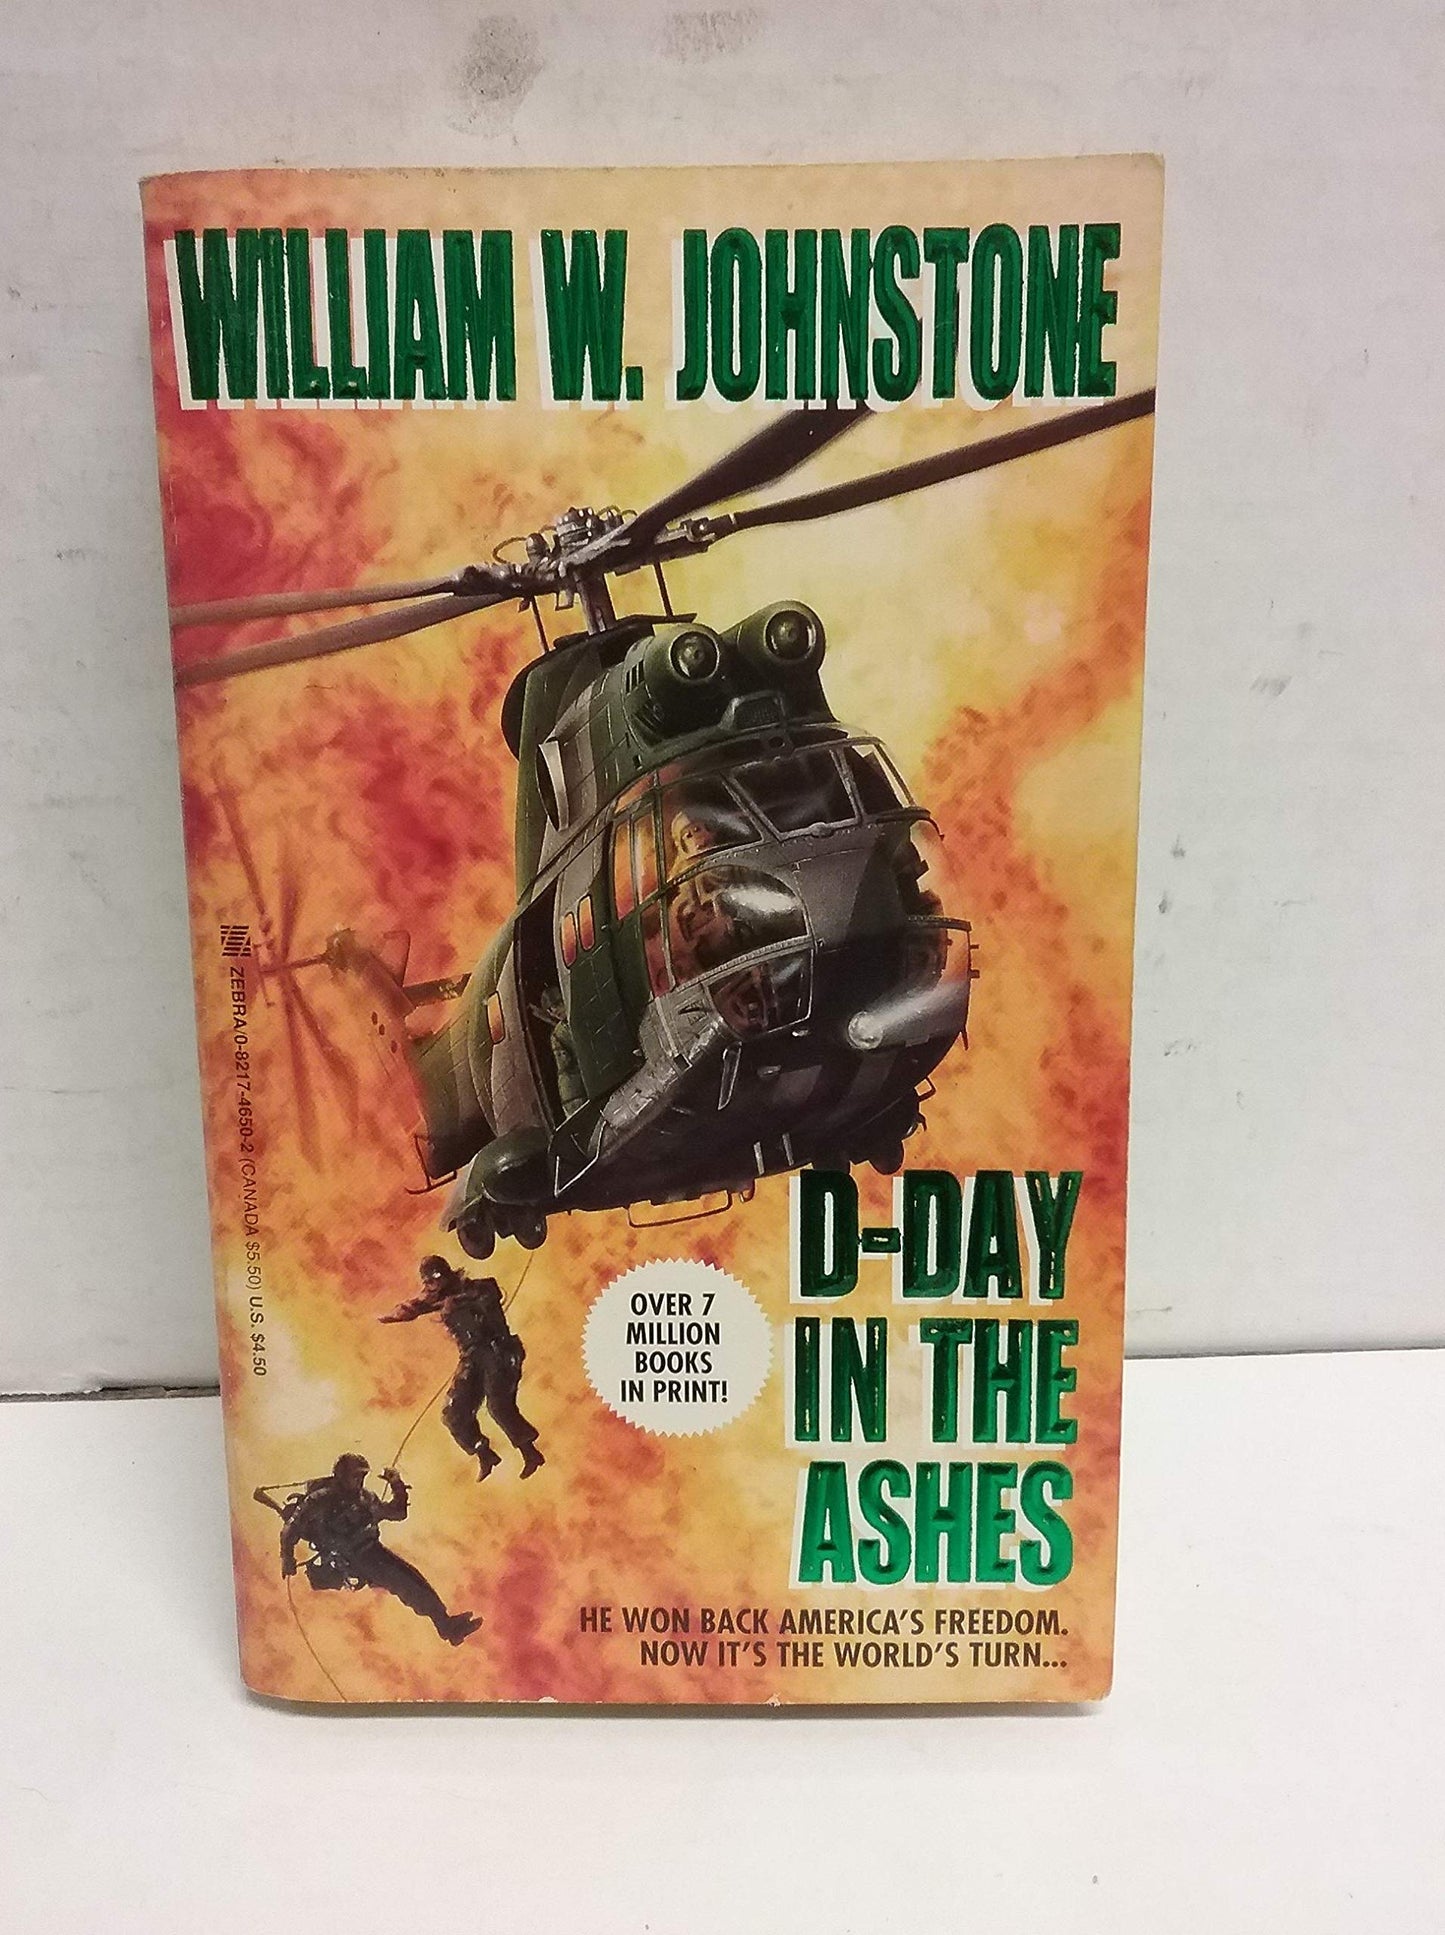 WILLIAM W. JOHNSTONE
ZEBRA/0-8217-4650-2 (CANADA $5.50) U.S. $4.50
D-DAY
IN THE
ASHES
OVER 7
MILLION
BOOKS
IN PRINT!
HE WON BACK AMERICA'S FREEDOM.
NOW IT'S THE WORLD'S TURN...